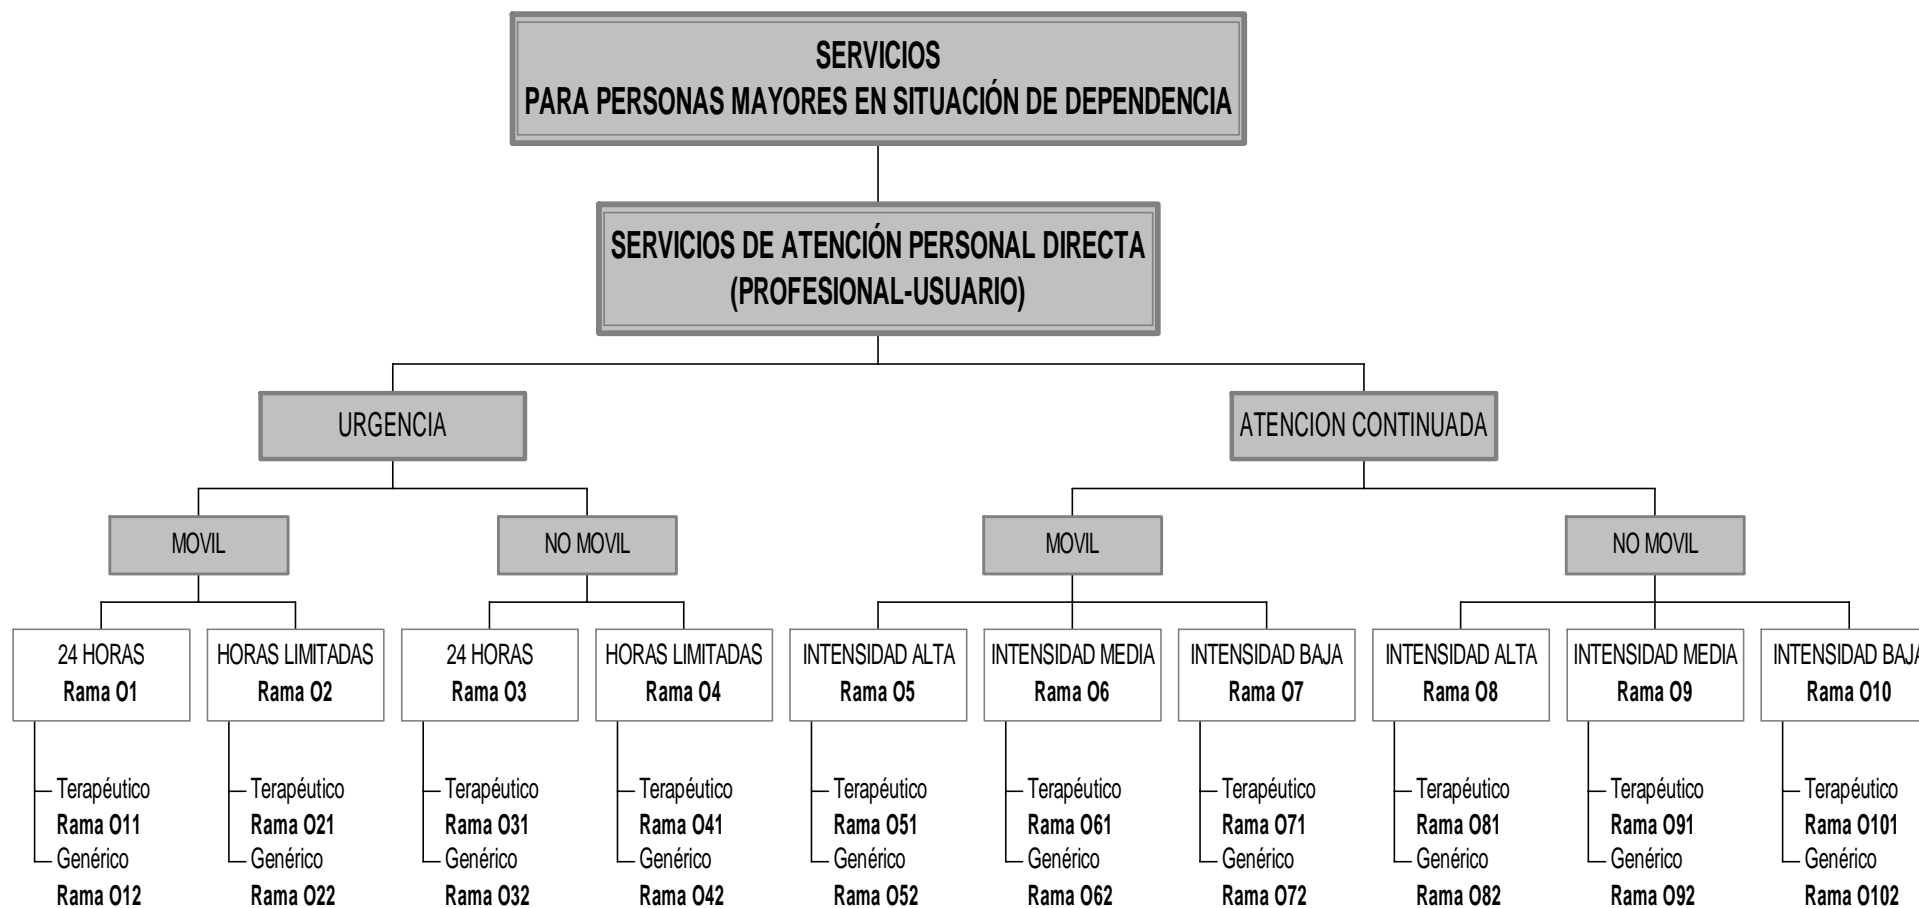 SERVICIOS
PARA PERSONAS MAYORES EN SITUACIÓN DE DEPENDENCIA
SERVICIOS DE ATENCIÓN PERSONAL DIRECTA
(PROFESIONAL-USUARIO)
URGENCIA
ATENCION CONTINUADA
MOVIL
NO MOVIL
MOVIL
NO MOVIL
24 HORAS
Rama O1
HORAS LIMITADAS
Rama O2
24 HORAS
Rama O3
HORAS LIMITADAS
Rama O4
INTENSIDAD ALTA
Rama O5
INTENSIDAD MEDIA
Rama O6
INTENSIDAD BAJA
Rama O7
INTENSIDAD ALTA
Rama O8
INTENSIDAD MEDIA
Rama O9
INTENSIDAD BAJA
Rama O10
Terapéutico
Rama O11
Genérico
Rama O12
Terapéutico
Rama O21
Genérico
Rama O22
Terapéutico
Rama O31
Genérico
Rama O32
Terapéutico
Rama O41
Genérico
Rama O42
Terapéutico
Rama O51
Genérico
Rama O52
Terapéutico
Rama O61
Genérico
Rama O62
Terapéutico
Rama O71
Genérico
Rama O72
Terapéutico
Rama O81
Genérico
Rama O82
Terapéutico
Rama O91
Genérico
Rama O92
Terapéutico
Rama O101
Genérico
Rama O102